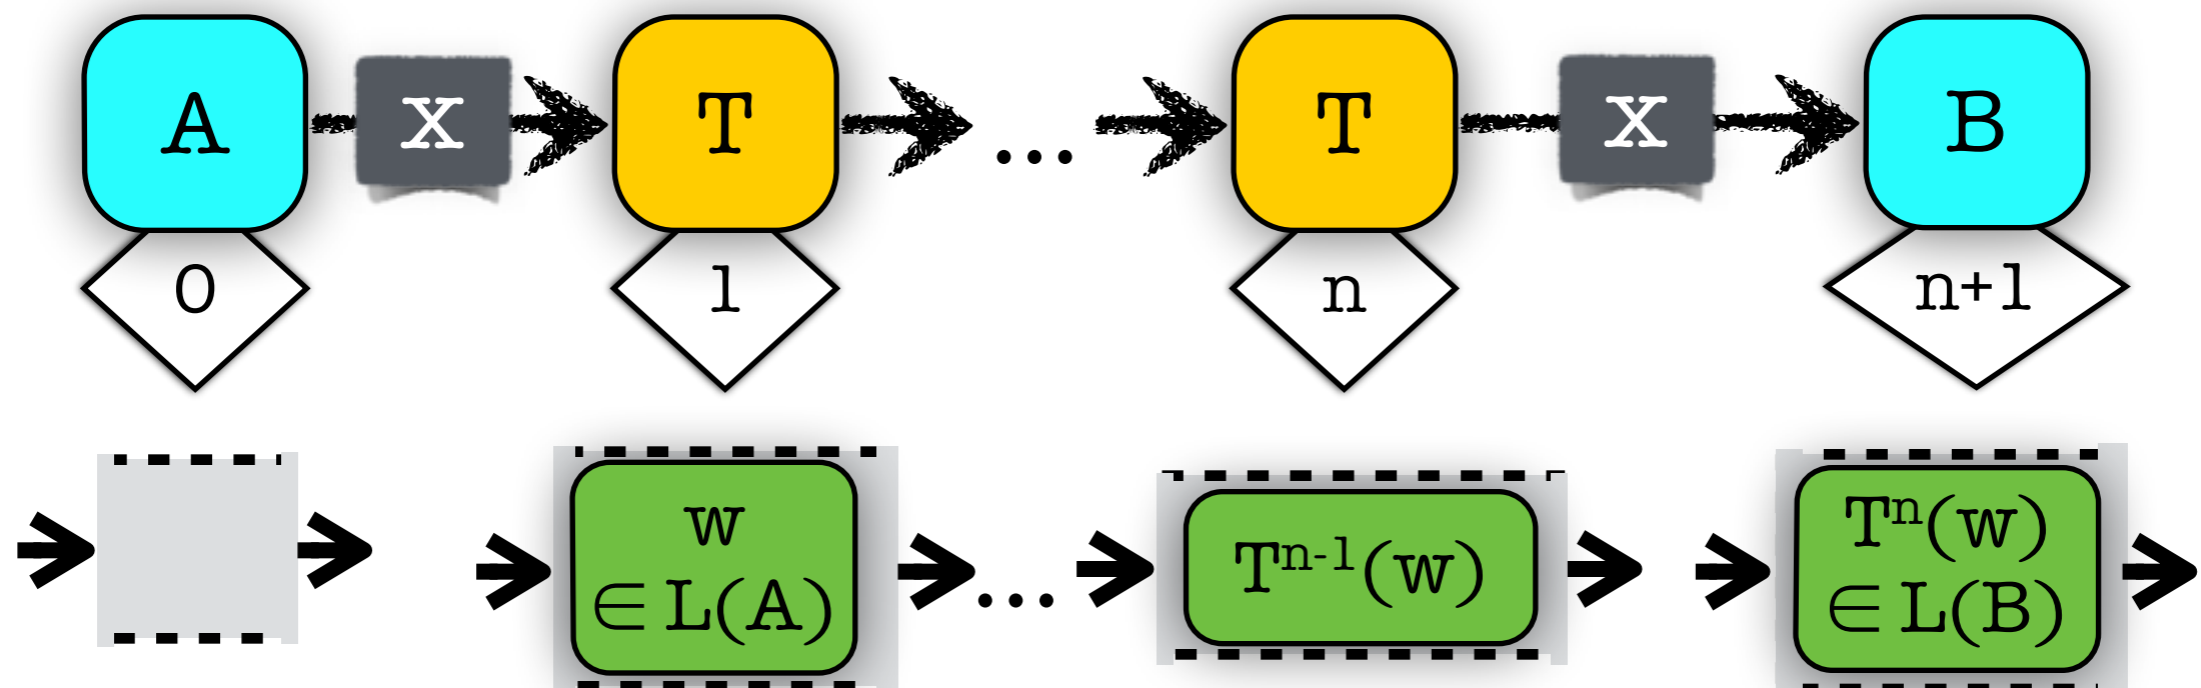 A x T ... T x B
0 1 n n+1
w
∈ L(A)
...
Tⁿ⁻¹(w)
Tⁿ(w)
∈ L(B)